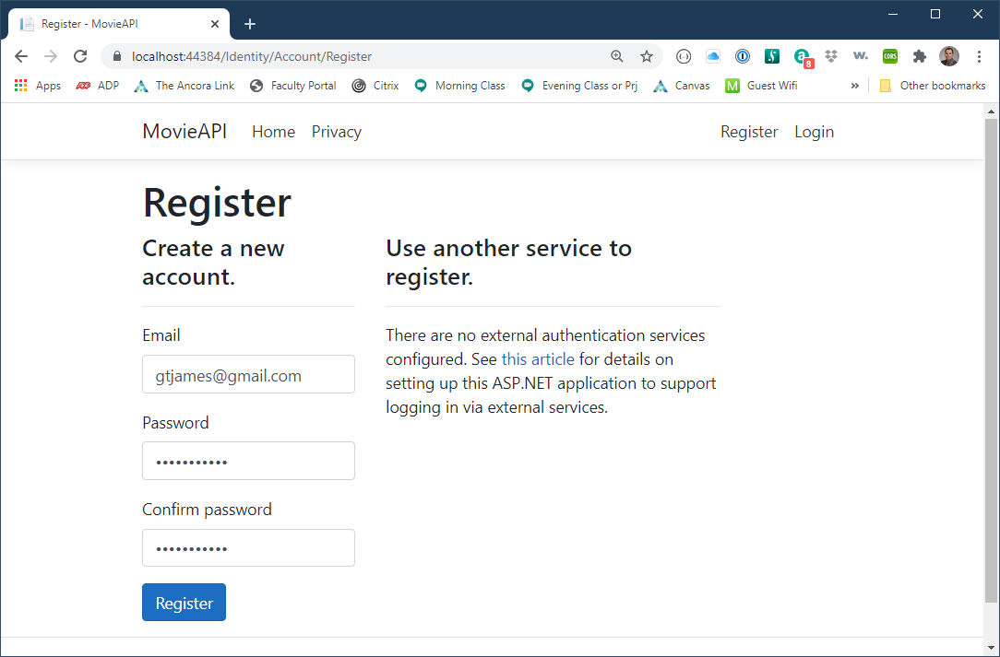 Register - MovieAPI
localhost:44384/Identity/Account/Register
8
w.
CORS
Apps ADP The Ancora Link Faculty Portal Citrix Morning Class Evening Class or Prj Canvas M Guest Wifi » Other bookmarks
MovieAPI Home Privacy Register Login
Register
Create a new
account.
Email
gtjames@gmail.com
Password
•••••••••••
Confirm password
•••••••••••
Register
Use another service to
register.
There are no external authentication services
configured. See this article for details on
setting up this ASP.NET application to support
logging in via external services.